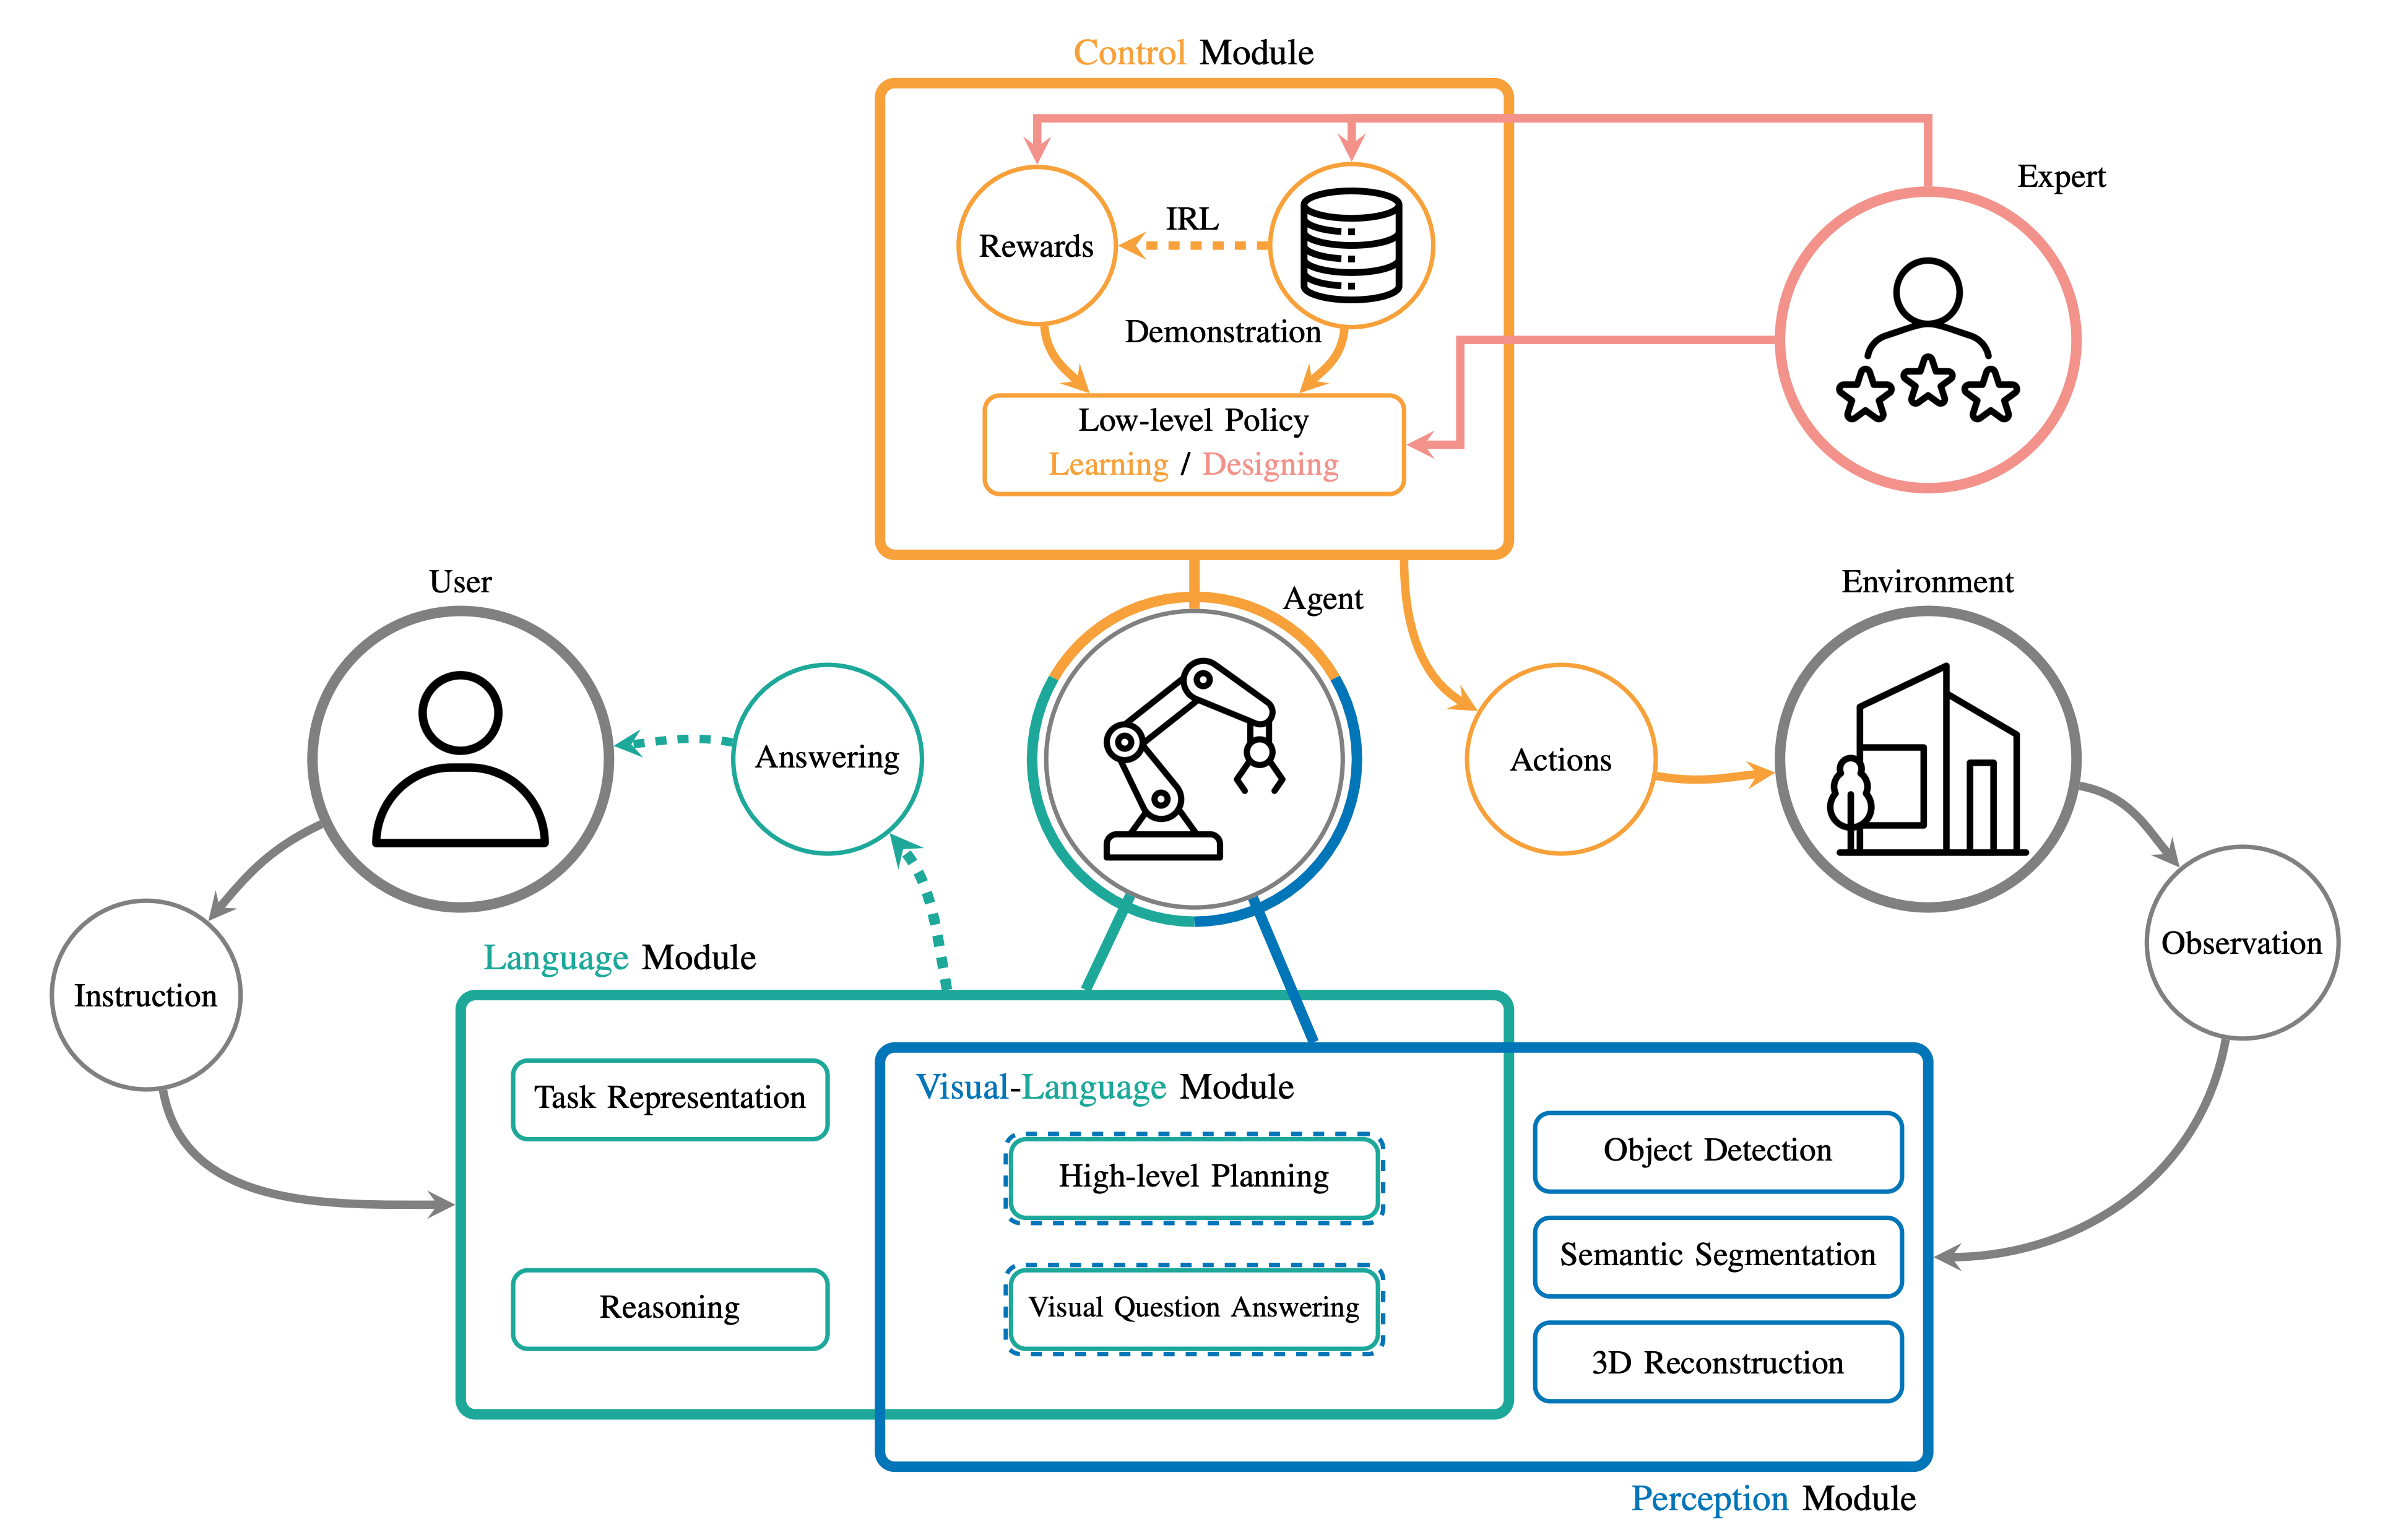 Control Module
Expert
IRL
Rewards
Demonstration
Low-level Policy
Learning / Designing
User
Agent
Environment
Answering
Actions
Observation
Language Module
Instruction
Visual-Language Module
Task Representation
High-level Planning
Object Detection
Semantic Segmentation
Reasoning
Visual Question Answering
3D Reconstruction
Perception Module